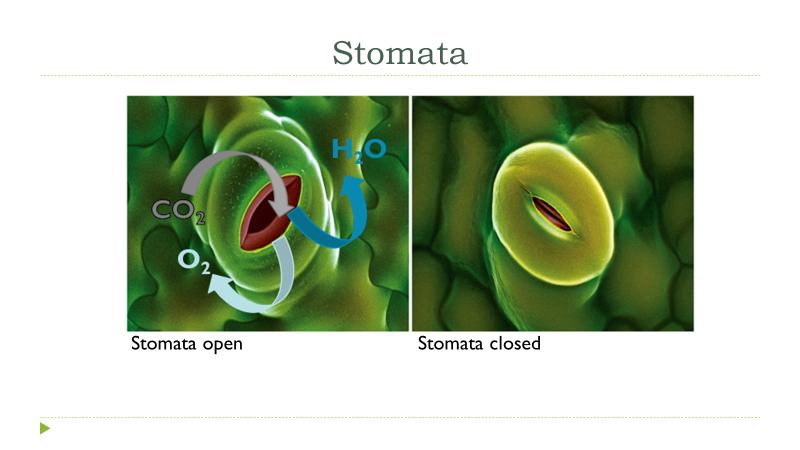 Stomata
H₂O
CO₂
O₂
Stomata open
Stomata closed